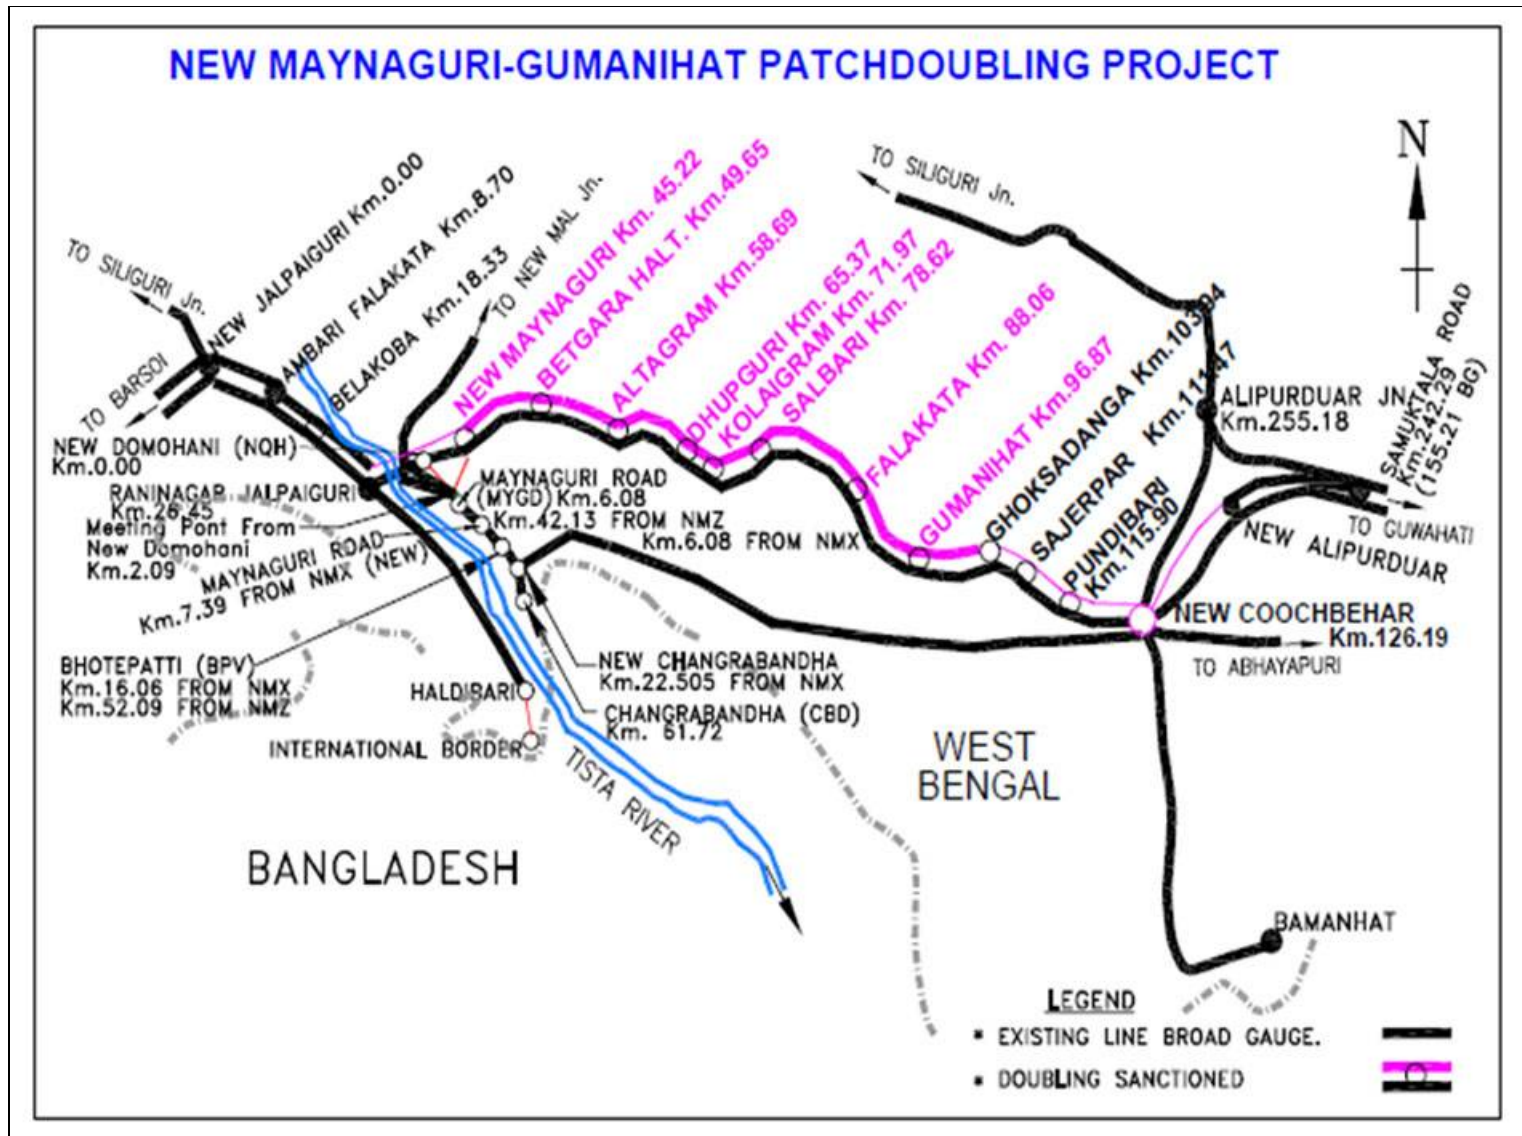 NEW MAYNAGURI-GUMANIHAT PATCHDOUBLING PROJECT
TO SILIGURI Jn.
NEW JALPAIGURI Km.0.00
AMBARI FALAKATA Km.8.70
BELAKOBA Km.18.33
TO NEW MAL Jn.
NEW MAYNAGURI Km. 45.22
BETGARA HALT. Km.49.65
ALTAGRAM Km.58.69
DHUPGURI Km. 65.37
KOLAIGRAM Km. 71.97
SALBARI Km. 78.62
FALAKATA Km. 88.06
GUMANIHAT Km.96.87
GHOKSADANGA Km.103.94
SAJERPAR Km.111.47
PUNDIBARI
Km.115.90
TO SILIGURI Jn.
N
TO BARSOI
ALIPURDUAR JN.
Km.255.18
SAMUKTALA ROAD
Km.242.29
(155.21 BG)
TO GUWAHATI
NEW ALIPURDUAR
NEW COOCHBEHAR
Km.126.19
TO ABHAYAPURI
NEW DOMOHANI (NQH)
Km.0.00
RANINAGAR JALPAIGURI
Km.26.45
Meeting Pont From
New Domohani
Km.2.09
MAYNAGURI ROAD
Km.7.39 FROM NMX (NEW)
MAYNAGURI ROAD
(MYGD) Km.6.08
Km.42.13 FROM NMZ
Km.6.08 FROM NMX
BHOTEPATTI (BPV)
Km.16.06 FROM NMX
Km.52.09 FROM NMZ
HALDIBARI
INTERNATIONAL BORDER
NEW CHANGRABANDHA
Km.22.505 FROM NMX
CHANGRABANDHA (CBD)
Km. 61.72
TISTA RIVER
WEST
BENGAL
BANGLADESH
BAMANHAT
LEGEND
EXISTING LINE BROAD GAUGE.
DOUBLING SANCTIONED